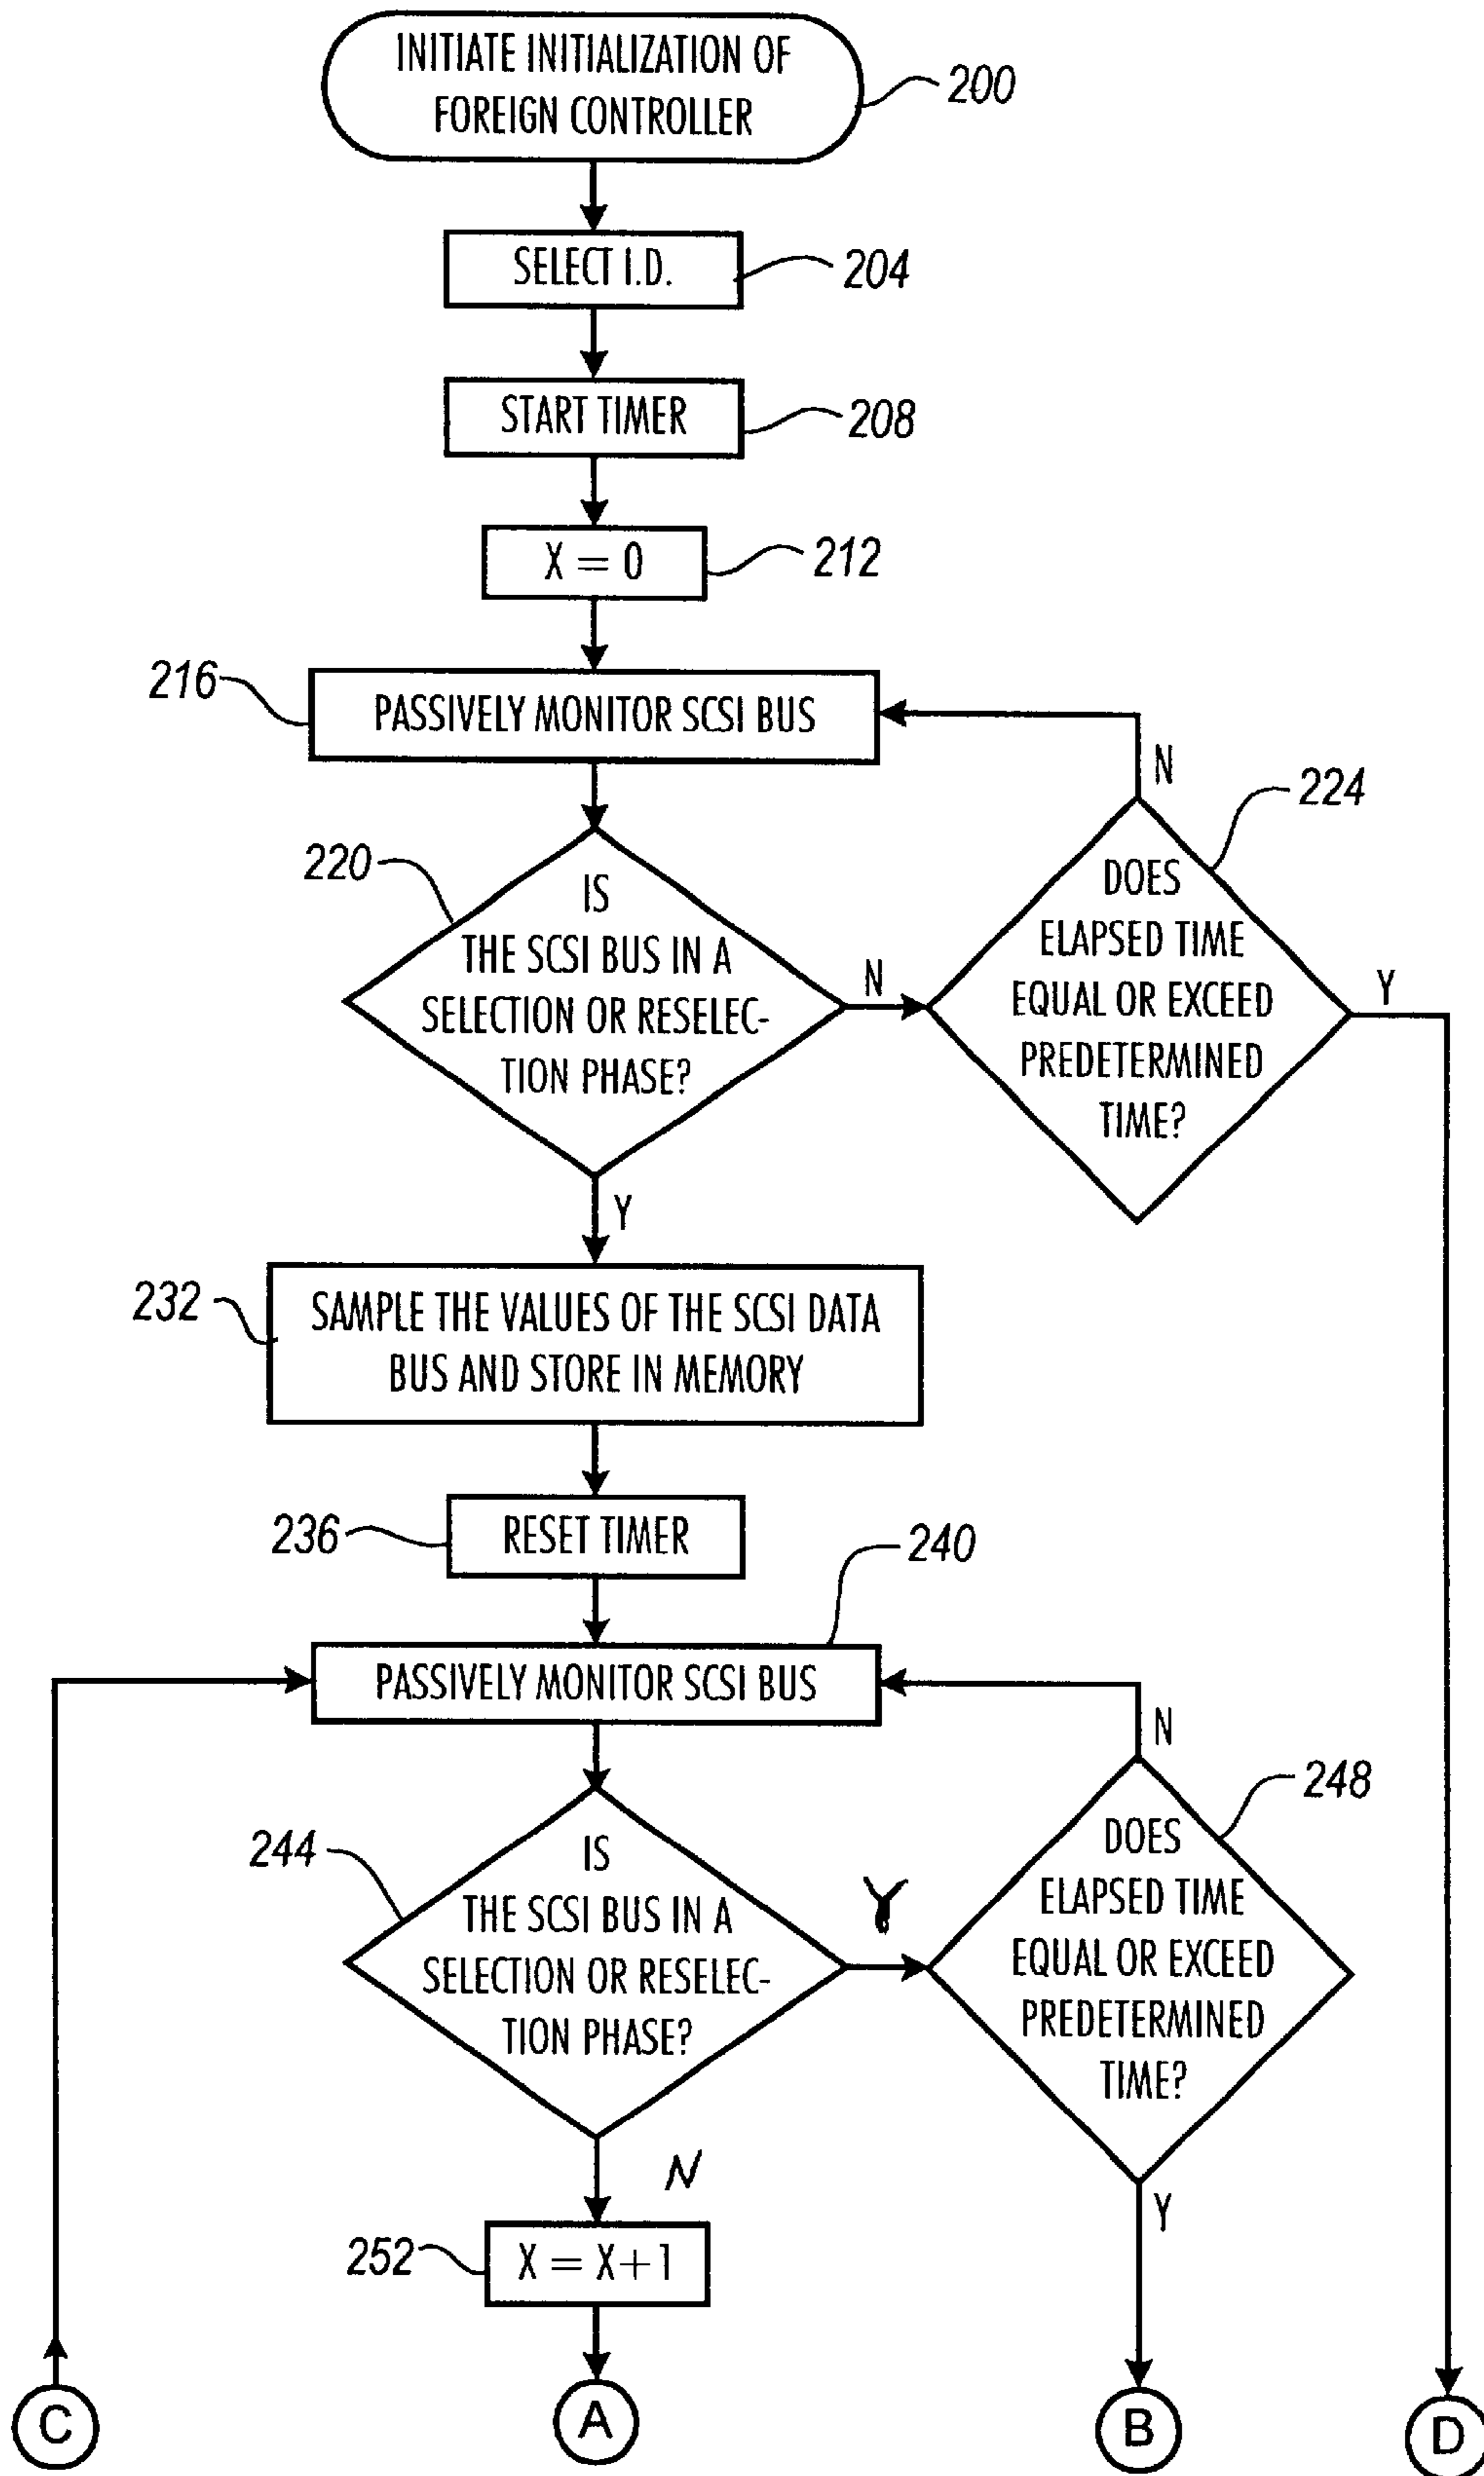 INITIATE INITIALIZATION OF
FOREIGN CONTROLLER
200
SELECT I.D.
204
START TIMER
208
X = 0
212
216
PASSIVELY MONITOR SCSI BUS
N
224
220
IS
THE SCSI BUS IN A
SELECTION OR RESELEC-
TION PHASE?
N
DOES
ELAPSED TIME
EQUAL OR EXCEED
PREDETERMINED
TIME?
Y
Y
232
SAMPLE THE VALUES OF THE SCSI DATA
BUS AND STORE IN MEMORY
236
RESET TIMER
240
PASSIVELY MONITOR SCSI BUS
N
248
244
IS
THE SCSI BUS IN A
SELECTION OR RESELEC-
TION PHASE?
Y
DOES
ELAPSED TIME
EQUAL OR EXCEED
PREDETERMINED
TIME?
N
Y
252
X = X+1
C
A
B
D